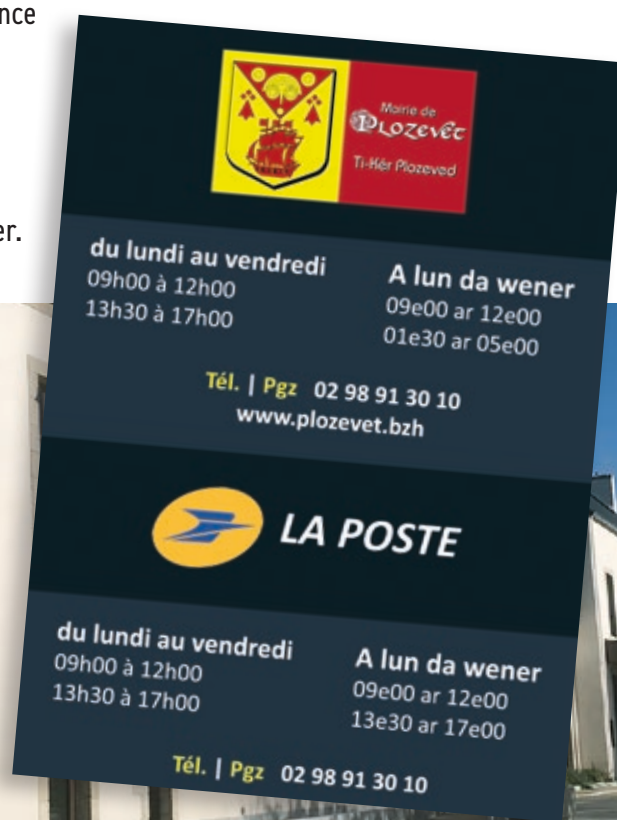 nce
er.
Mairie de
PLOZEVET
Ti-Kêr Plozeved
du lundi au vendredi
09h00 à 12h00
13h30 à 17h00
A lun da wener
09e00 ar 12e00
01e30 ar 05e00
Tél. | Pgz 02 98 91 30 10
www.plozevet.bzh
LA POSTE
du lundi au vendredi
09h00 à 12h00
13h30 à 17h00
A lun da wener
09e00 ar 12e00
13e30 ar 17e00
Tél. | Pgz 02 98 91 30 10